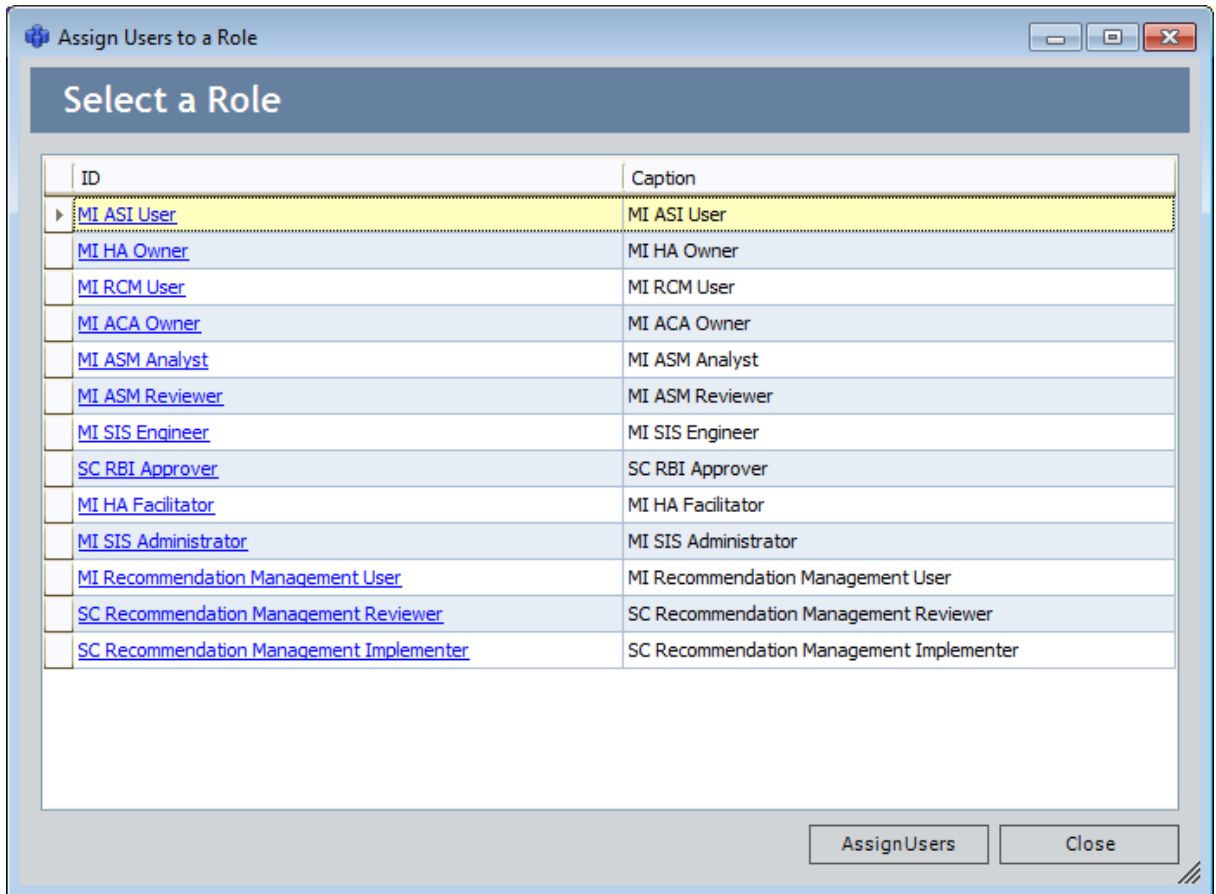 Assign Users to a Role
Select a Role
ID Caption
MI ASI User MI ASI User
MI HA Owner MI HA Owner
MI RCM User MI RCM User
MI ACA Owner MI ACA Owner
MI ASM Analyst MI ASM Analyst
MI ASM Reviewer MI ASM Reviewer
MI SIS Engineer MI SIS Engineer
SC RBI Approver SC RBI Approver
MI HA Facilitator MI HA Facilitator
MI SIS Administrator MI SIS Administrator
MI Recommendation Management User MI Recommendation Management User
SC Recommendation Management Reviewer SC Recommendation Management Reviewer
SC Recommendation Management Implementer SC Recommendation Management Implementer
AssignUsers Close